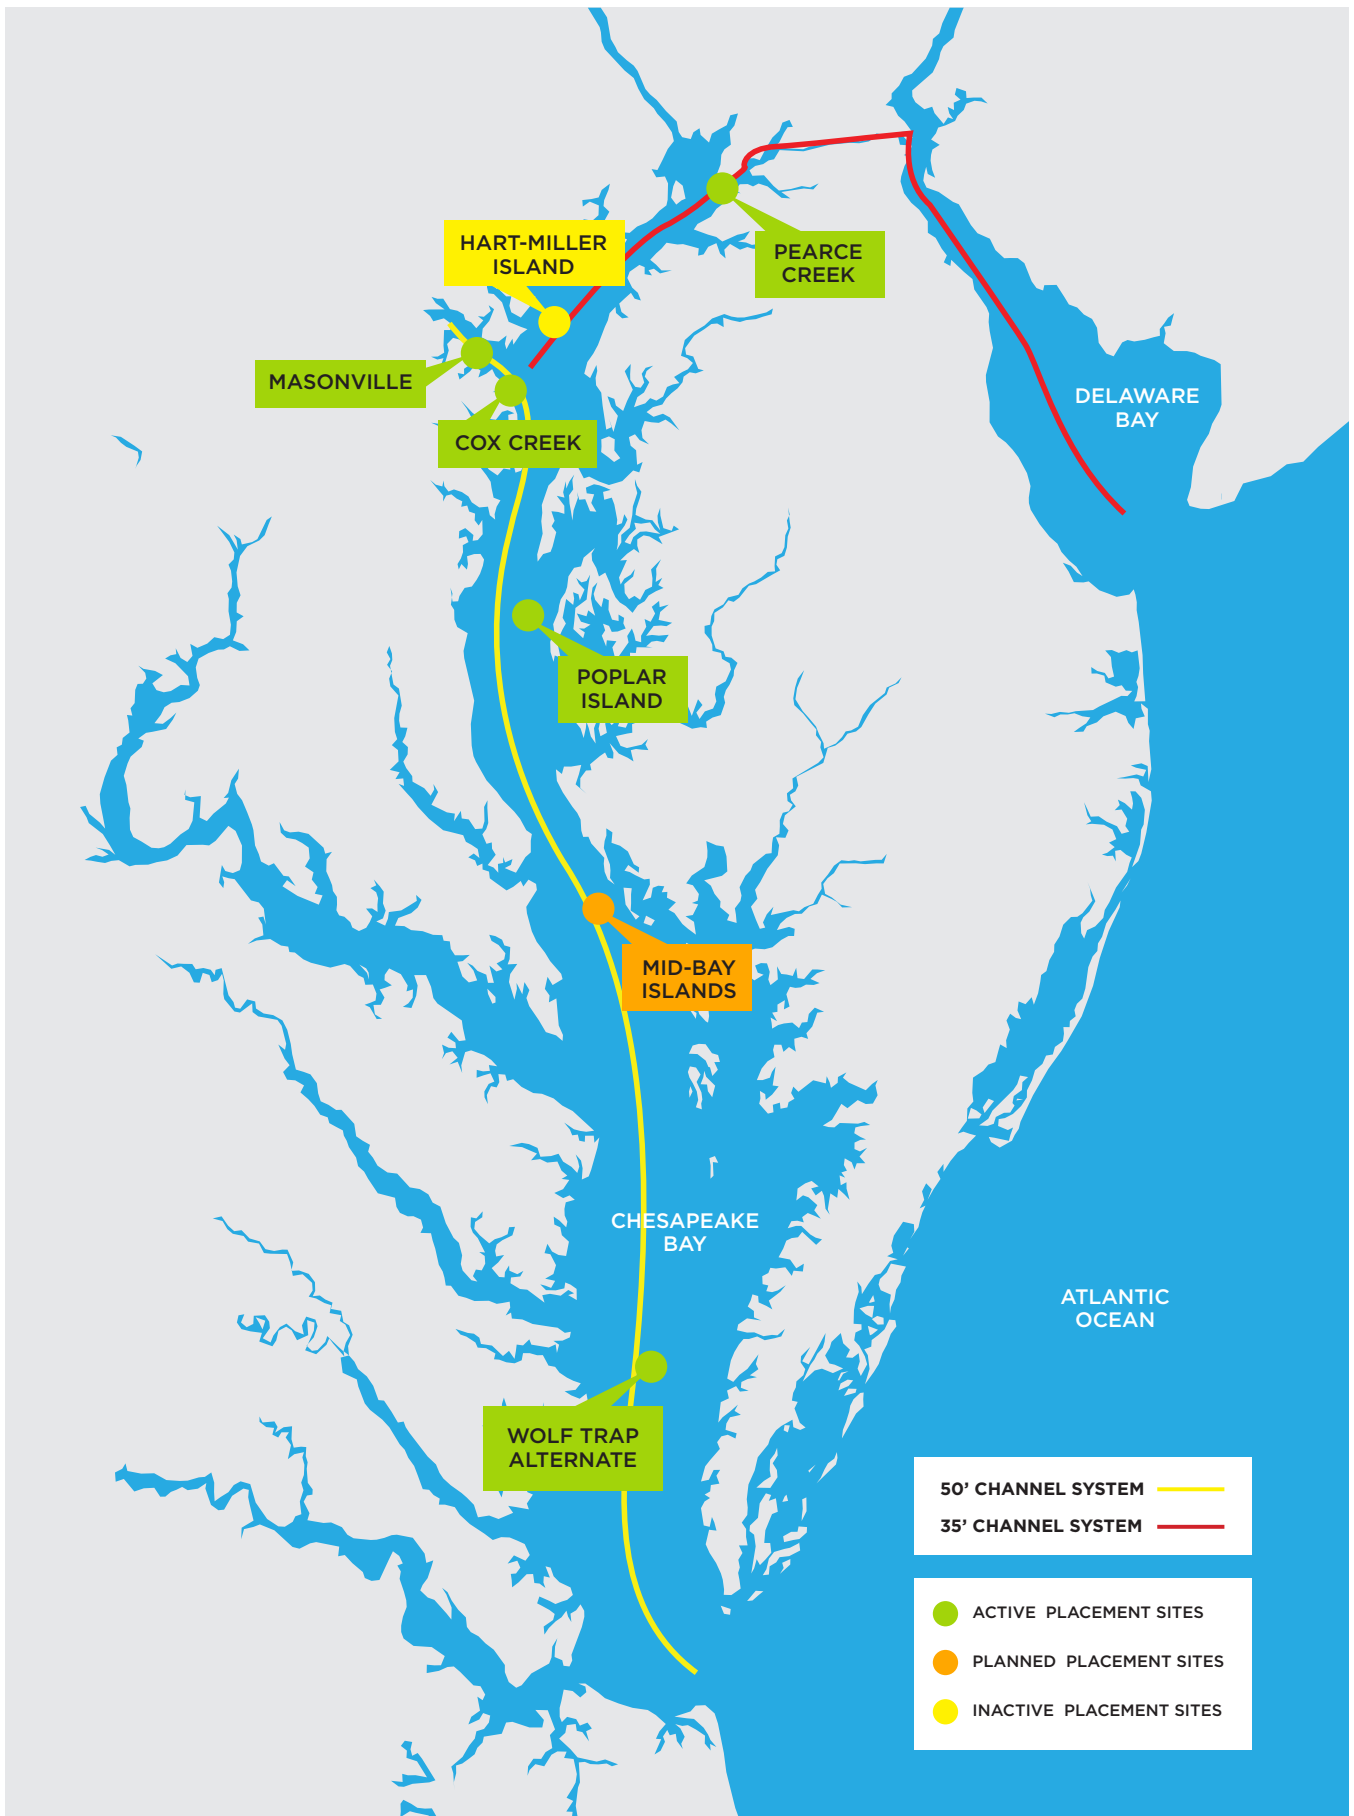 HART-MILLER
ISLAND
PEARCE
CREEK
MASONVILLE
COX CREEK
DELAWARE
BAY
POPLAR
ISLAND
MID-BAY
ISLANDS
CHESAPEAKE
BAY
ATLANTIC
OCEAN
WOLF TRAP
ALTERNATE
50’ CHANNEL SYSTEM
35’ CHANNEL SYSTEM
ACTIVE PLACEMENT SITES
PLANNED PLACEMENT SITES
INACTIVE PLACEMENT SITES